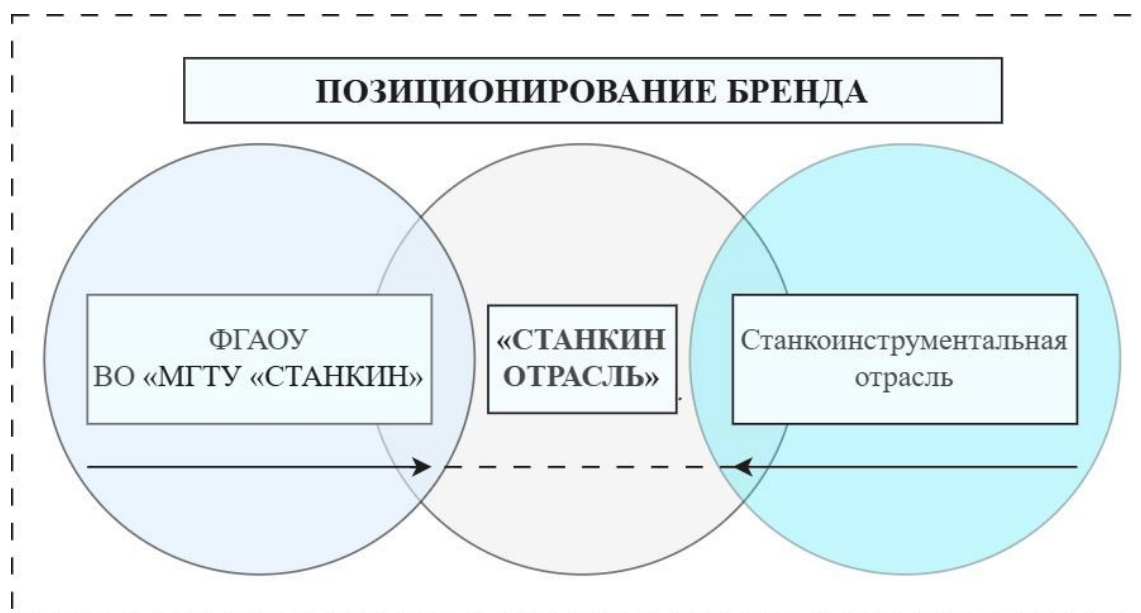 ПОЗИЦИОНИРОВАНИЕ БРЕНДА
ФГАОУ
ВО «МГТУ «СТАНКИН»
«СТАНКИН
ОТРАСЛЬ»
Станкоинструментальная
отрасль